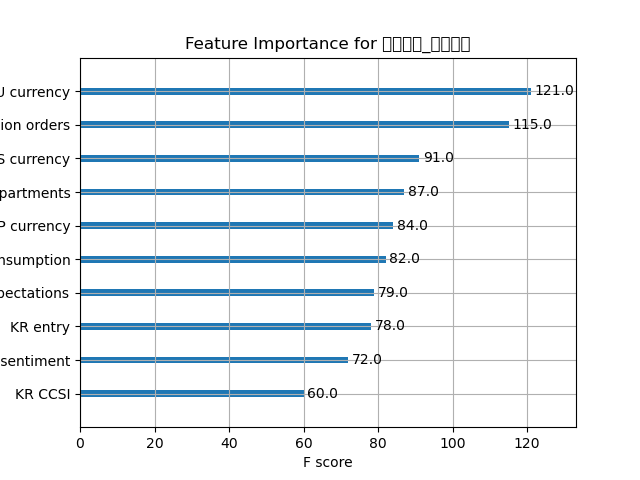 Feature Importance for □□□□_□□□□
U currency
121.0
ion orders
115.0
S currency
91.0
partments
87.0
P currency
84.0
nsumption
82.0
pectations
79.0
KR entry
78.0
sentiment
72.0
KR CCSI
60.0
0 20 40 60 80 100 120
F score